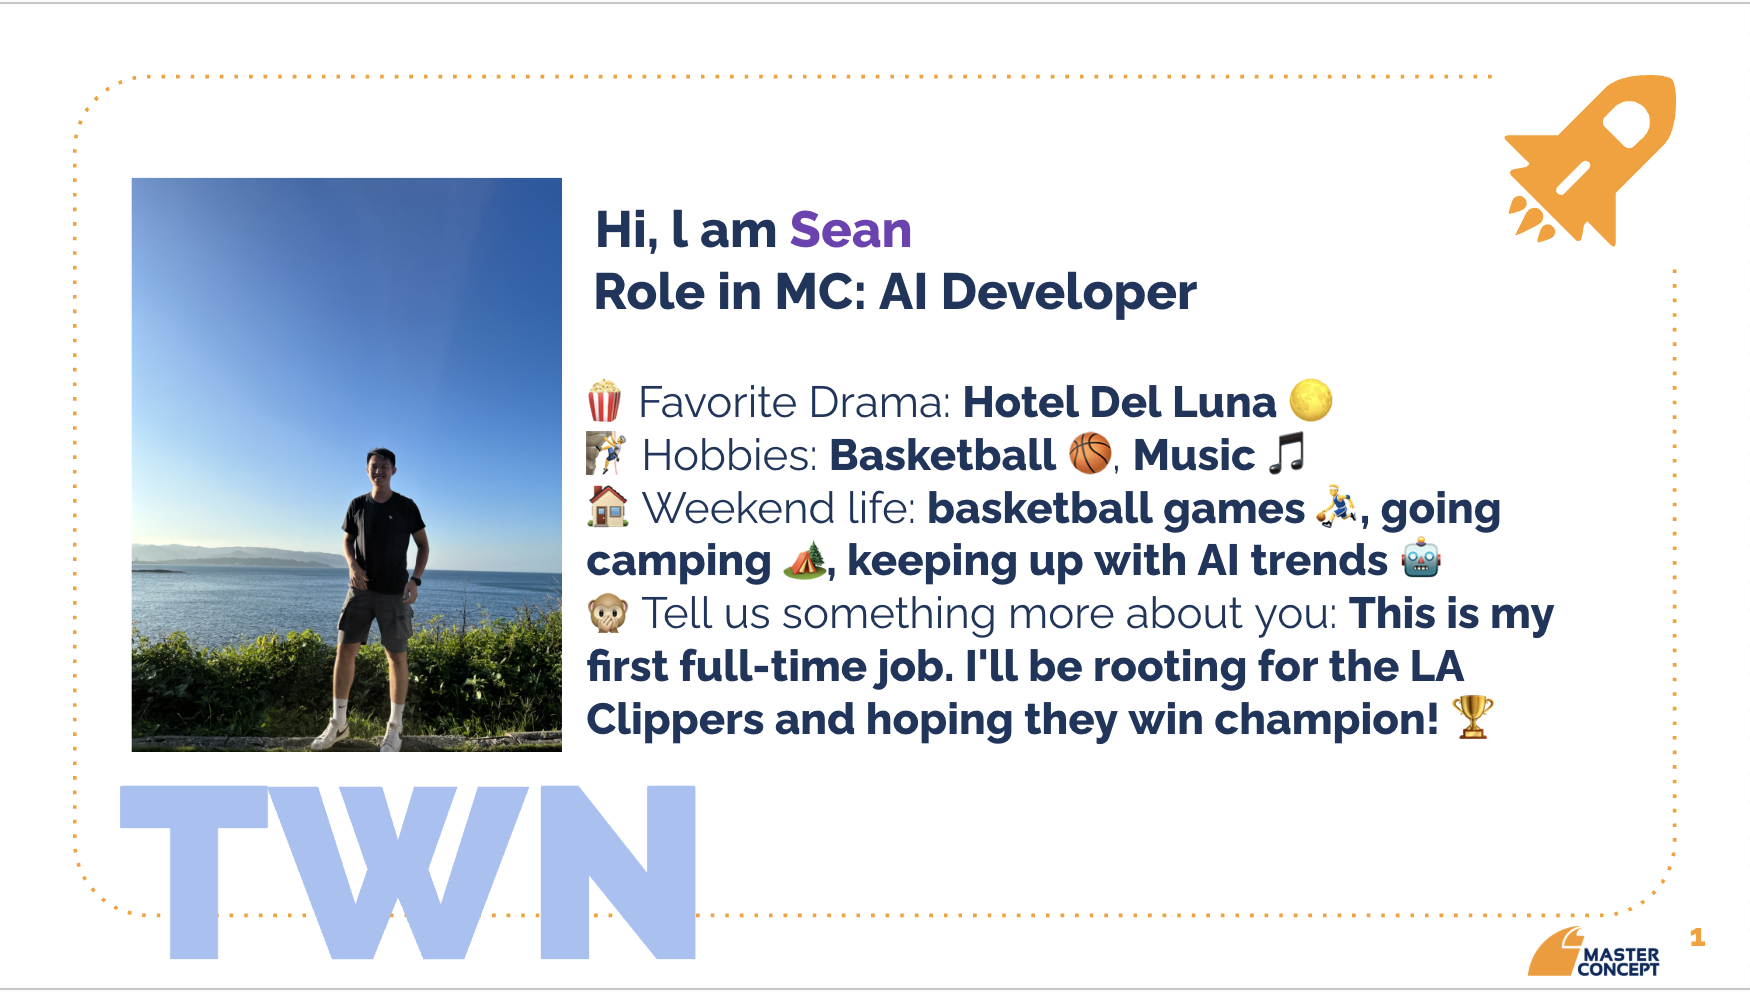 Hi, l am Sean
Role in MC: AI Developer
🍿 Favorite Drama: Hotel Del Luna 🌕
🧗 Hobbies: Basketball 🏀, Music 🎵
🏠 Weekend life: basketball games ⛹️, going
camping 🏕️, keeping up with AI trends 🤖
🙊 Tell us something more about you: This is my
first full-time job. I'll be rooting for the LA
Clippers and hoping they win champion! 🏆
TWN
MASTER
CONCEPT
1